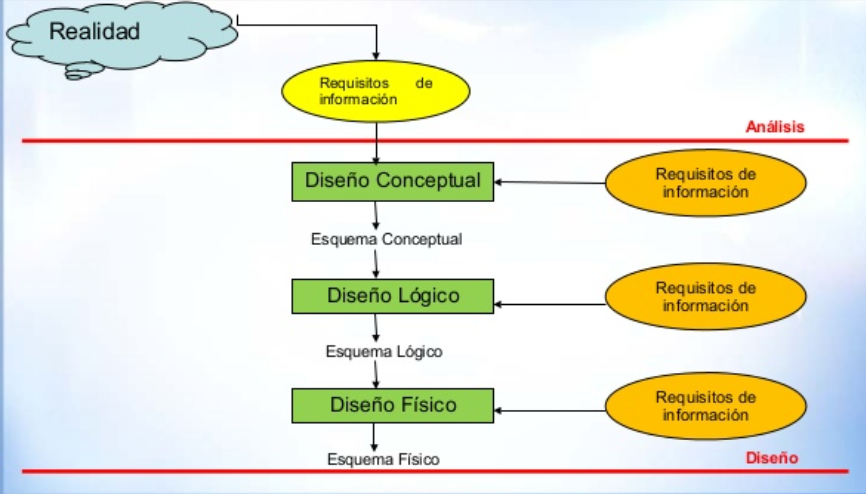 Realidad
Requisitos de
información
Análisis
Diseño Conceptual
Requisitos de
información
Esquema Conceptual
Diseño Lógico
Requisitos de
información
Esquema Lógico
Diseño Físico
Requisitos de
información
Esquema Físico
Diseño